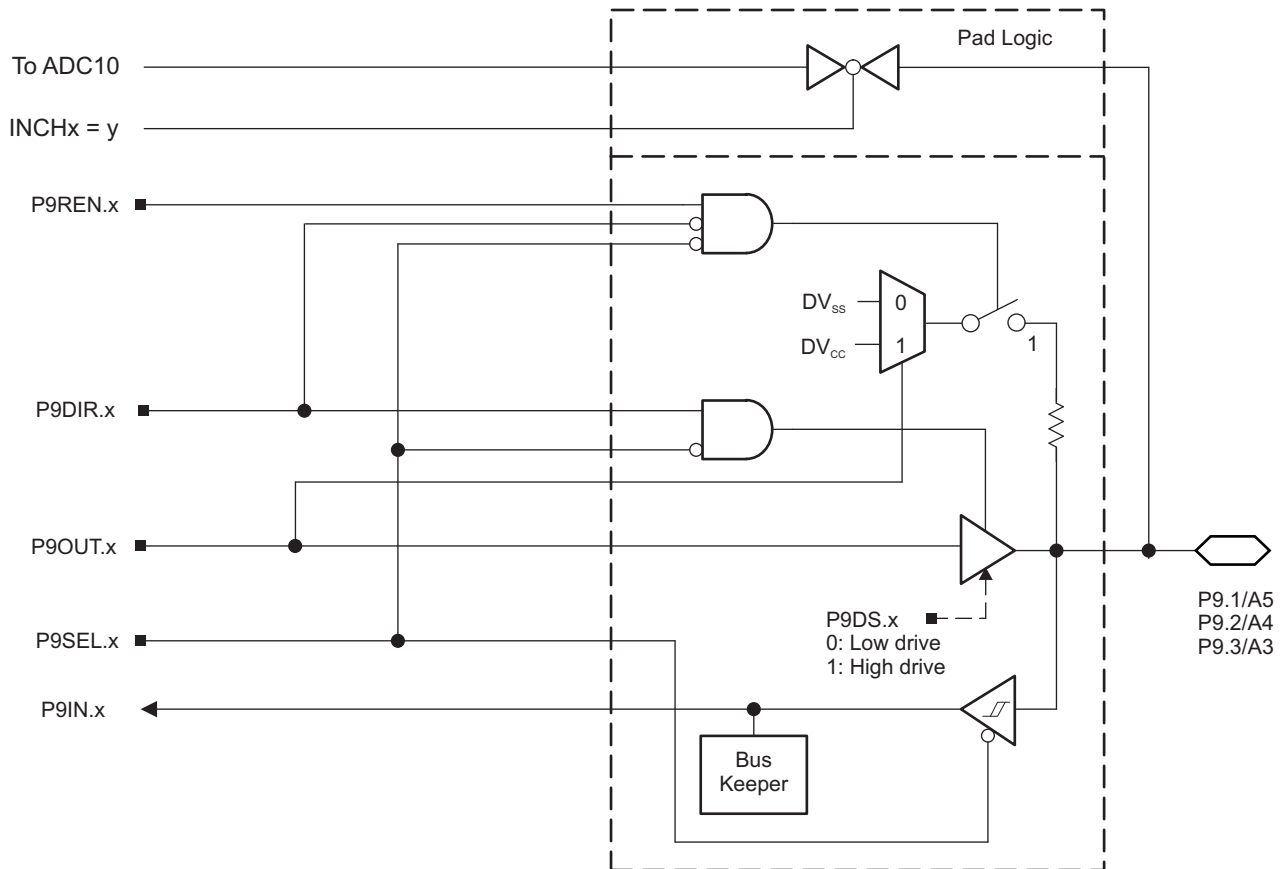 Pad Logic
To ADC10
INCHx = y
P9REN.x
DVSS
0
DVCC
1
1
P9DIR.x
P9OUT.x
P9DS.x
0: Low drive
1: High drive
P9.1/A5
P9.2/A4
P9.3/A3
P9SEL.x
P9IN.x
Bus
Keeper